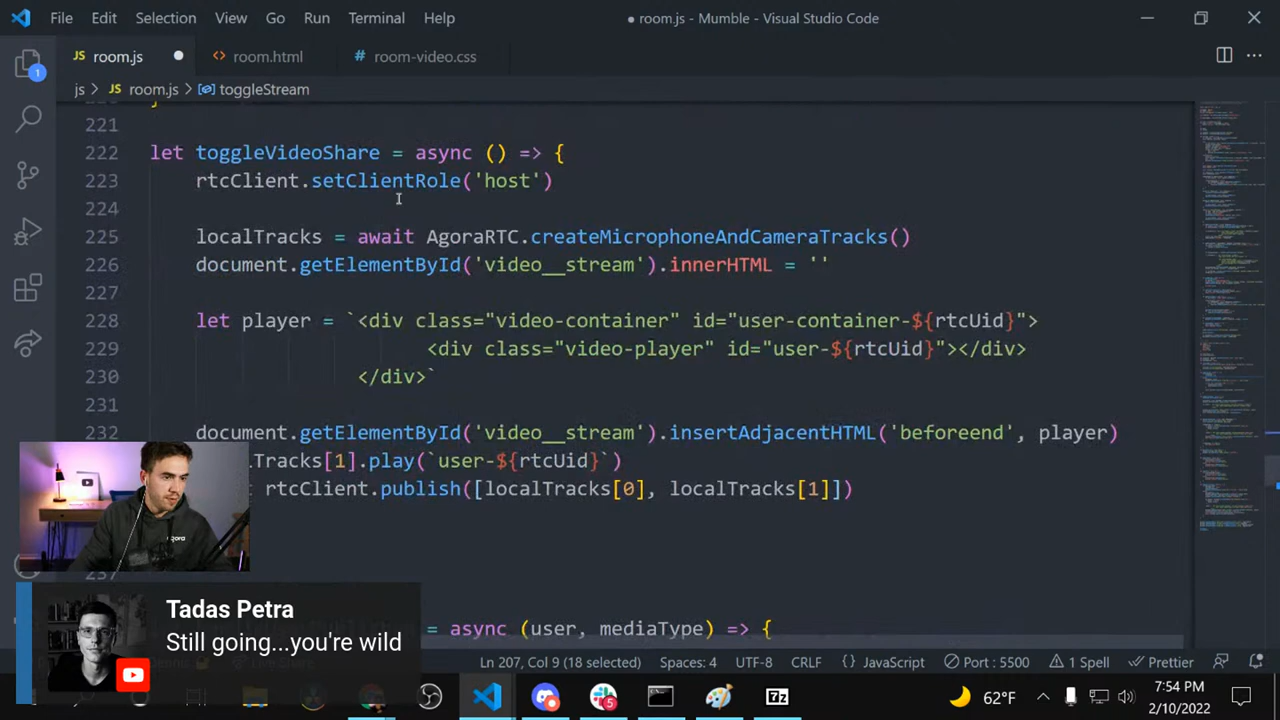 File Edit Selection View Go Run Terminal Help
● room.js - Mumble - Visual Studio Code
JS room.js ● <> room.html # room-video.css
js > JS room.js > toggleStream
221
222 let toggleVideoShare = async () => {
223 rtcClient.setClientRole('host')
224
225 localTracks = await AgoraRTC.createMicrophoneAndCameraTracks()
226 document.getElementById('video__stream').innerHTML = ''
227
228 let player = `<div class="video-container" id="user-container-${rtcUid}">
229 <div class="video-player" id="user-${rtcUid}"></div>
230 </div>`
231
232 document.getElementById('video__stream').insertAdjacentHTML('beforeend', player)
Tracks[1].play(`user-${rtcUid}`)
rtcClient.publish([localTracks[0], localTracks[1]])
= async (user, mediaType) => {
1
agora
Tadas Petra
Still going...you're wild
Ln 207, Col 9 (18 selected) Spaces: 4 UTF-8 CRLF {} JavaScript Port : 5500 1 Spell Prettier
5
7z
62°F
7:54 PM
2/10/2022